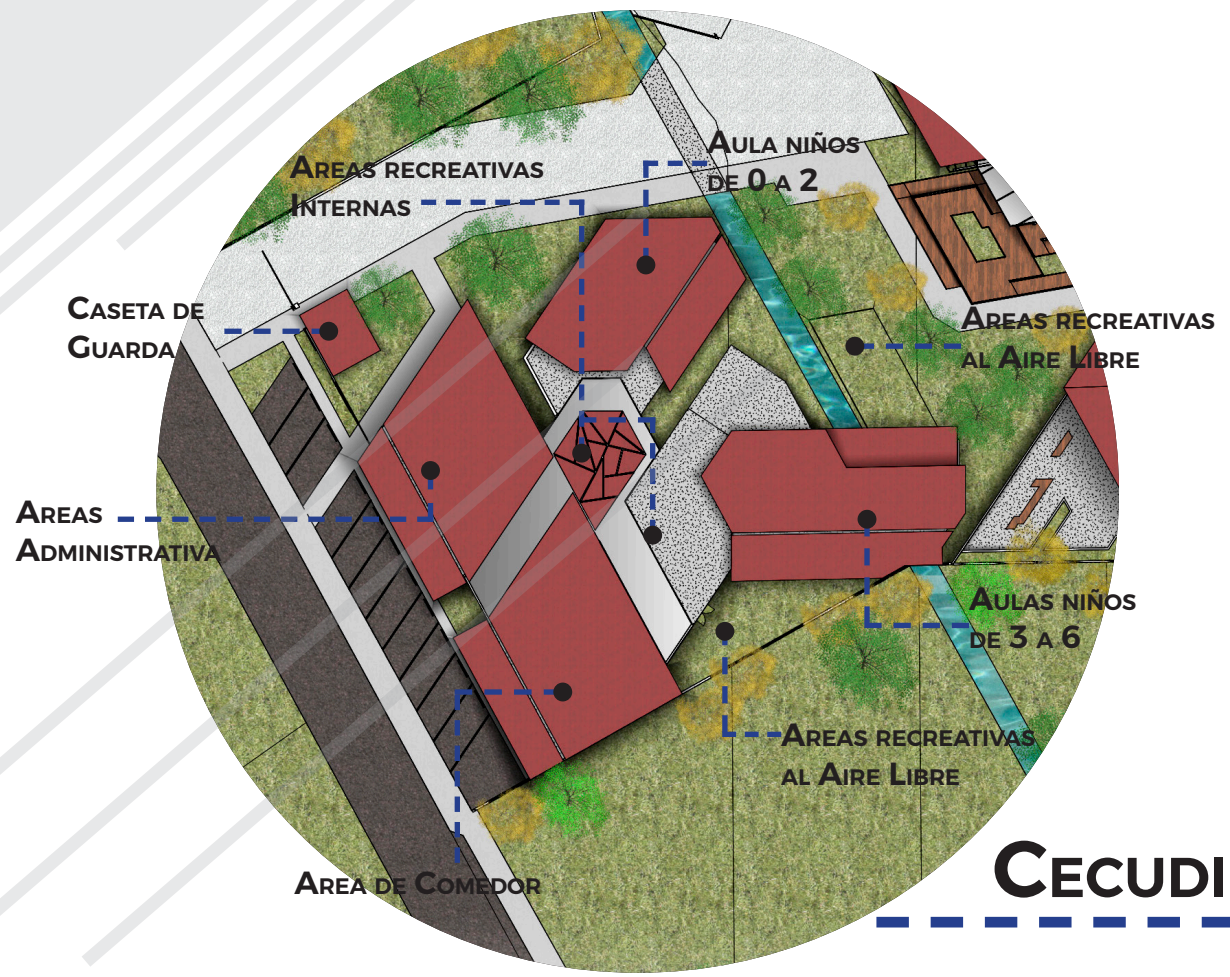 Aula niños
de 0 a 2
Areas recreativas
Internas
Caseta de
Guarda
Areas recreativas
al Aire Libre
Areas
Administrativa
Aulas niños
de 3 a 6
Areas recreativas
al Aire Libre
Area de Comedor
Cecudi